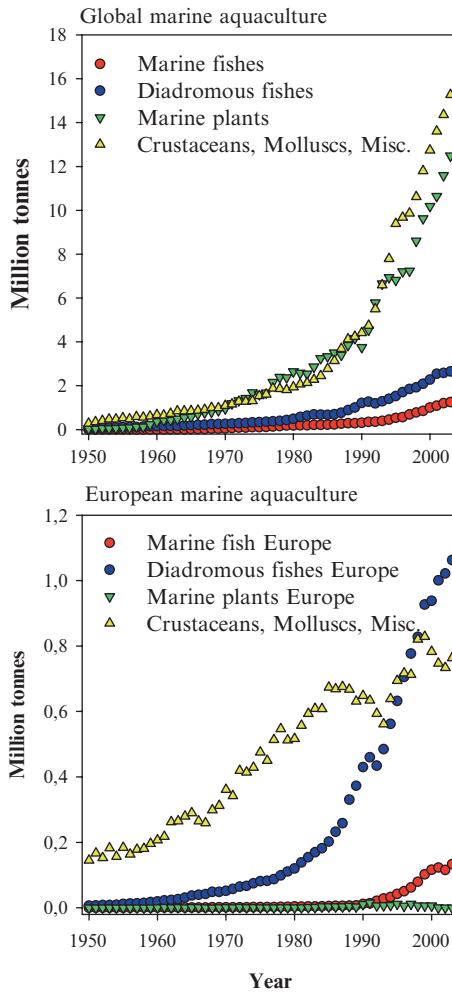 Global marine aquaculture
18
Marine fishes
16
Diadromous fishes
Marine plants
14
Crustaceans, Molluscs, Misc.
12
10
8
6
4
2
0
Million tonnes
1950 1960 1970 1980 1990 2000
European marine aquaculture
1,2
Marine fish Europe
Diadromous fishes Europe
1,0
Marine plants Europe
Crustaceans, Molluscs, Misc.
0,8
0,6
0,4
0,2
0,0
Million tonnes
1950 1960 1970 1980 1990 2000
Year